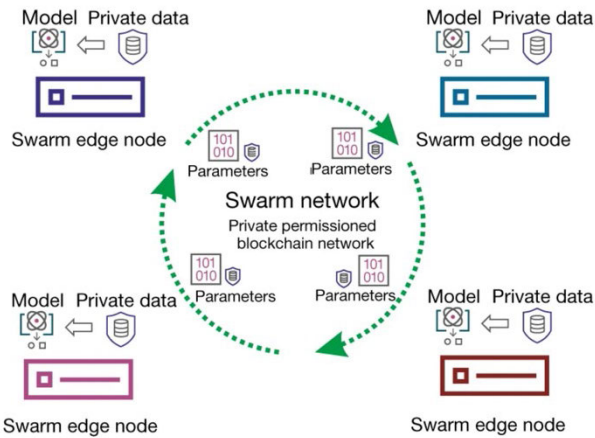 Model Private data
Model Private data
Swarm edge node
Swarm edge node
101
010
101
010
Parameters
Parameters
Swarm network
Private permissioned
blockchain network
101
010
101
010
Parameters
Parameters
Model Private data
Model Private data
Swarm edge node
Swarm edge node